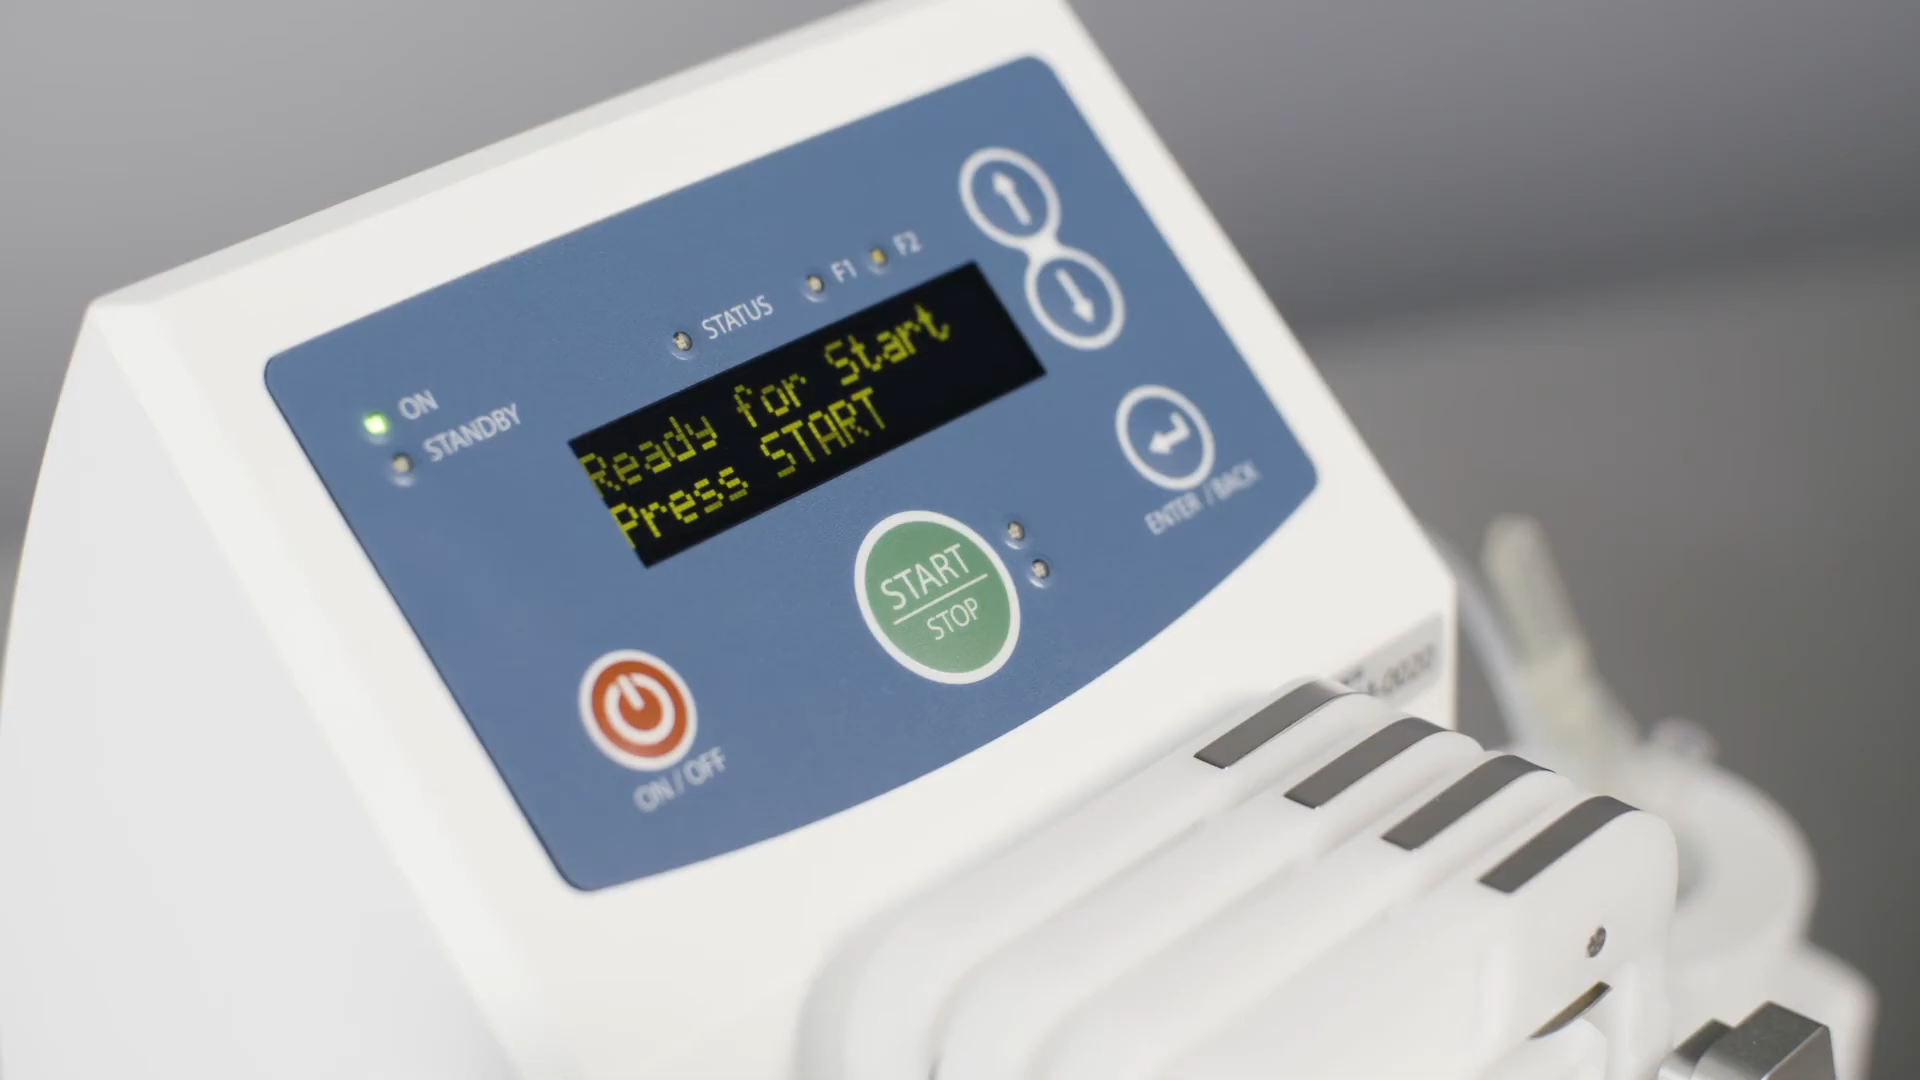 ON
STANDBY
STATUS
F1
F2
Ready for Start
Press START
ENTER / BACK
START
STOP
ON / OFF